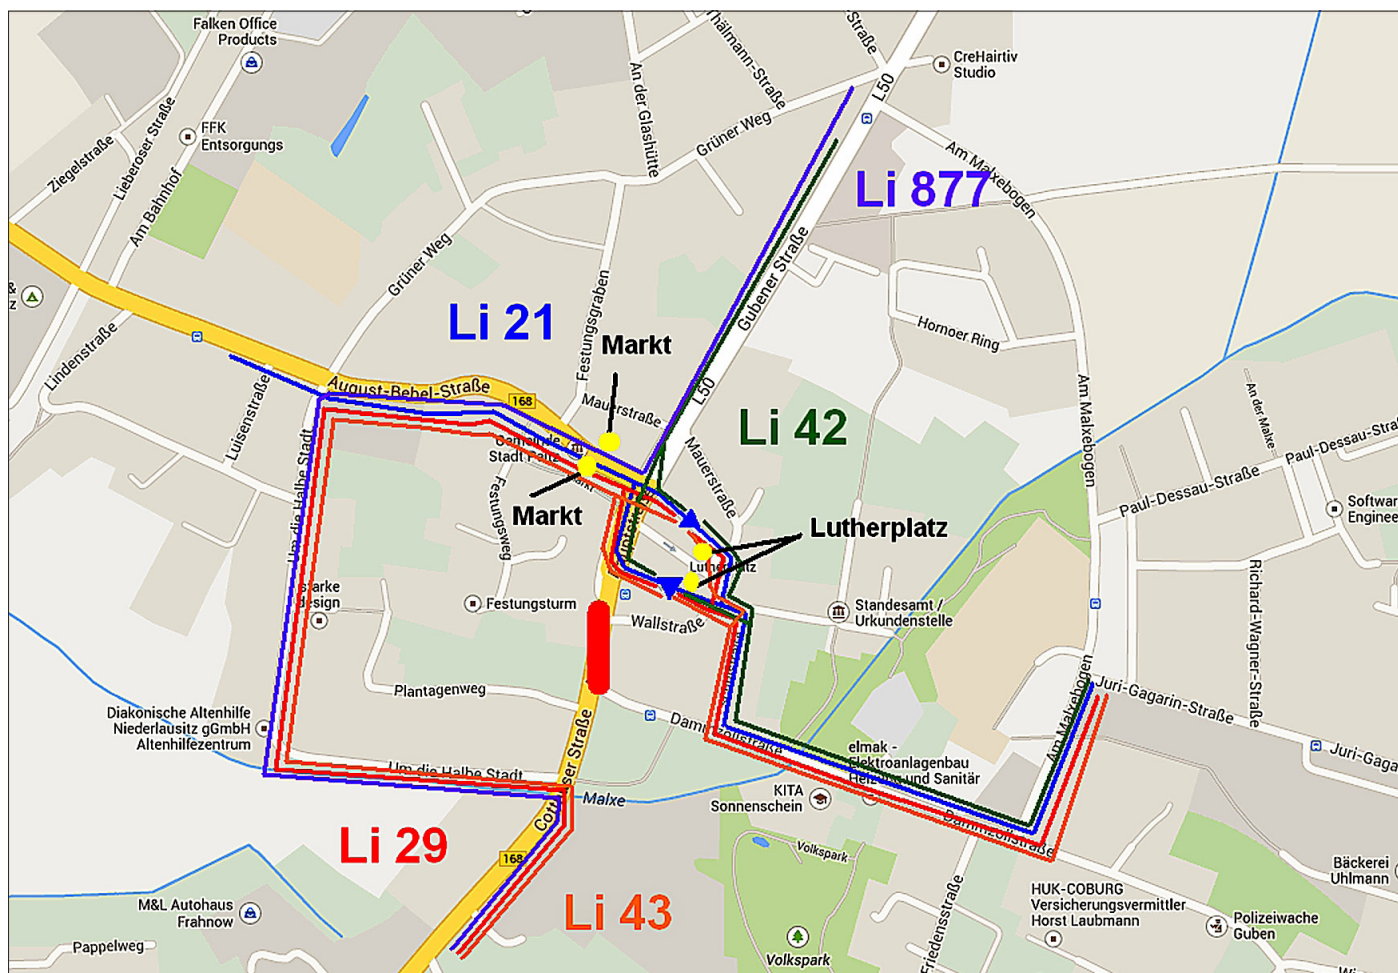 Falken Office
Products
Thälmann-Straße
Straße
CreHairtiv
Studio
L50
An der Glashütte
Grüner Weg
FFK
Entsorgungs
Ziegelstraße
Lieberoser Straße
Am Bahnhof
Am Malxebogen
Li 877
Grüner Weg
Gubener Straße
Festungsgraben
Li 21
Markt
Hornoer Ring
Lindenstraße
August-Bebel-Straße
168
L50
Mauerstraße
Am Malxebogen
An der Malxe
Luisenstraße
Li 42
Gemeinde
Stadt Peitz
Mauerstraße
Paul-Dessau-Straße
Paul-Dessau-Straß
Um die Halbe Stadt
Festungsweg
Markt
Lutherplatz
Software
Enginee
Lutherplatz
starke
design
Festungsturm
Wallstraße
Standesamt /
Urkundenstelle
Richard-Wagner-Straße
Plantagenweg
Juri-Gagarin-Straße
Diakonische Altenhilfe
Niederlausitz gGmbH
Altenhilfezentrum
Dammzollstraße
Am Malxebogen
Juri-Gaga
elmak -
Elektroanlagenbau
Heizung und Sanitär
Um die Halbe Stadt
Malxe
KITA
Sonnenschein
Dammzollstraße
Li 29
168
Volkspark
Bäckerei
Uhlmann
M&L Autohaus
Frahnow
Li 43
HUK-COBURG
Versicherungsvermittler
Horst Laubmann
Polizeiwache
Guben
Pappelweg
Volkspark
Friedensstraße